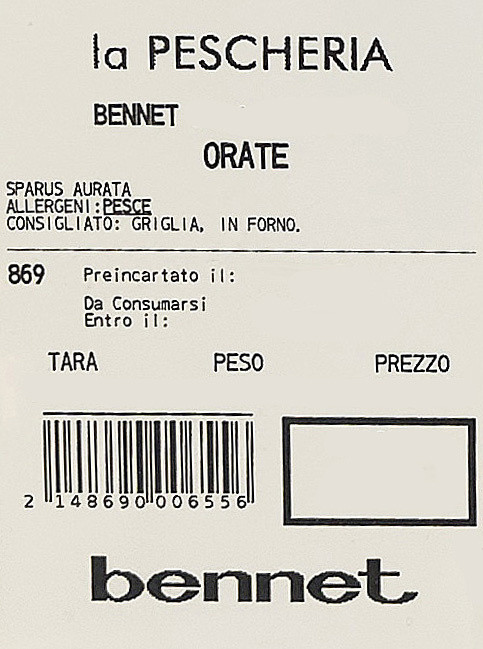 la PESCHERIA
BENNET
ORATE
SPARUS AURATA
ALLERGENI:PESCE
CONSIGLIATO: GRIGLIA, IN FORNO.
869 Preincartato il:
Da Consumarsi
Entro il:
TARA PESO PREZZO
2 148690 006556
bennet